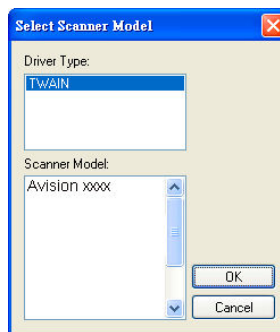 Select Scanner Model
Driver Type:
TWAIN
Scanner Model:
Avision xxxx
OK
Cancel